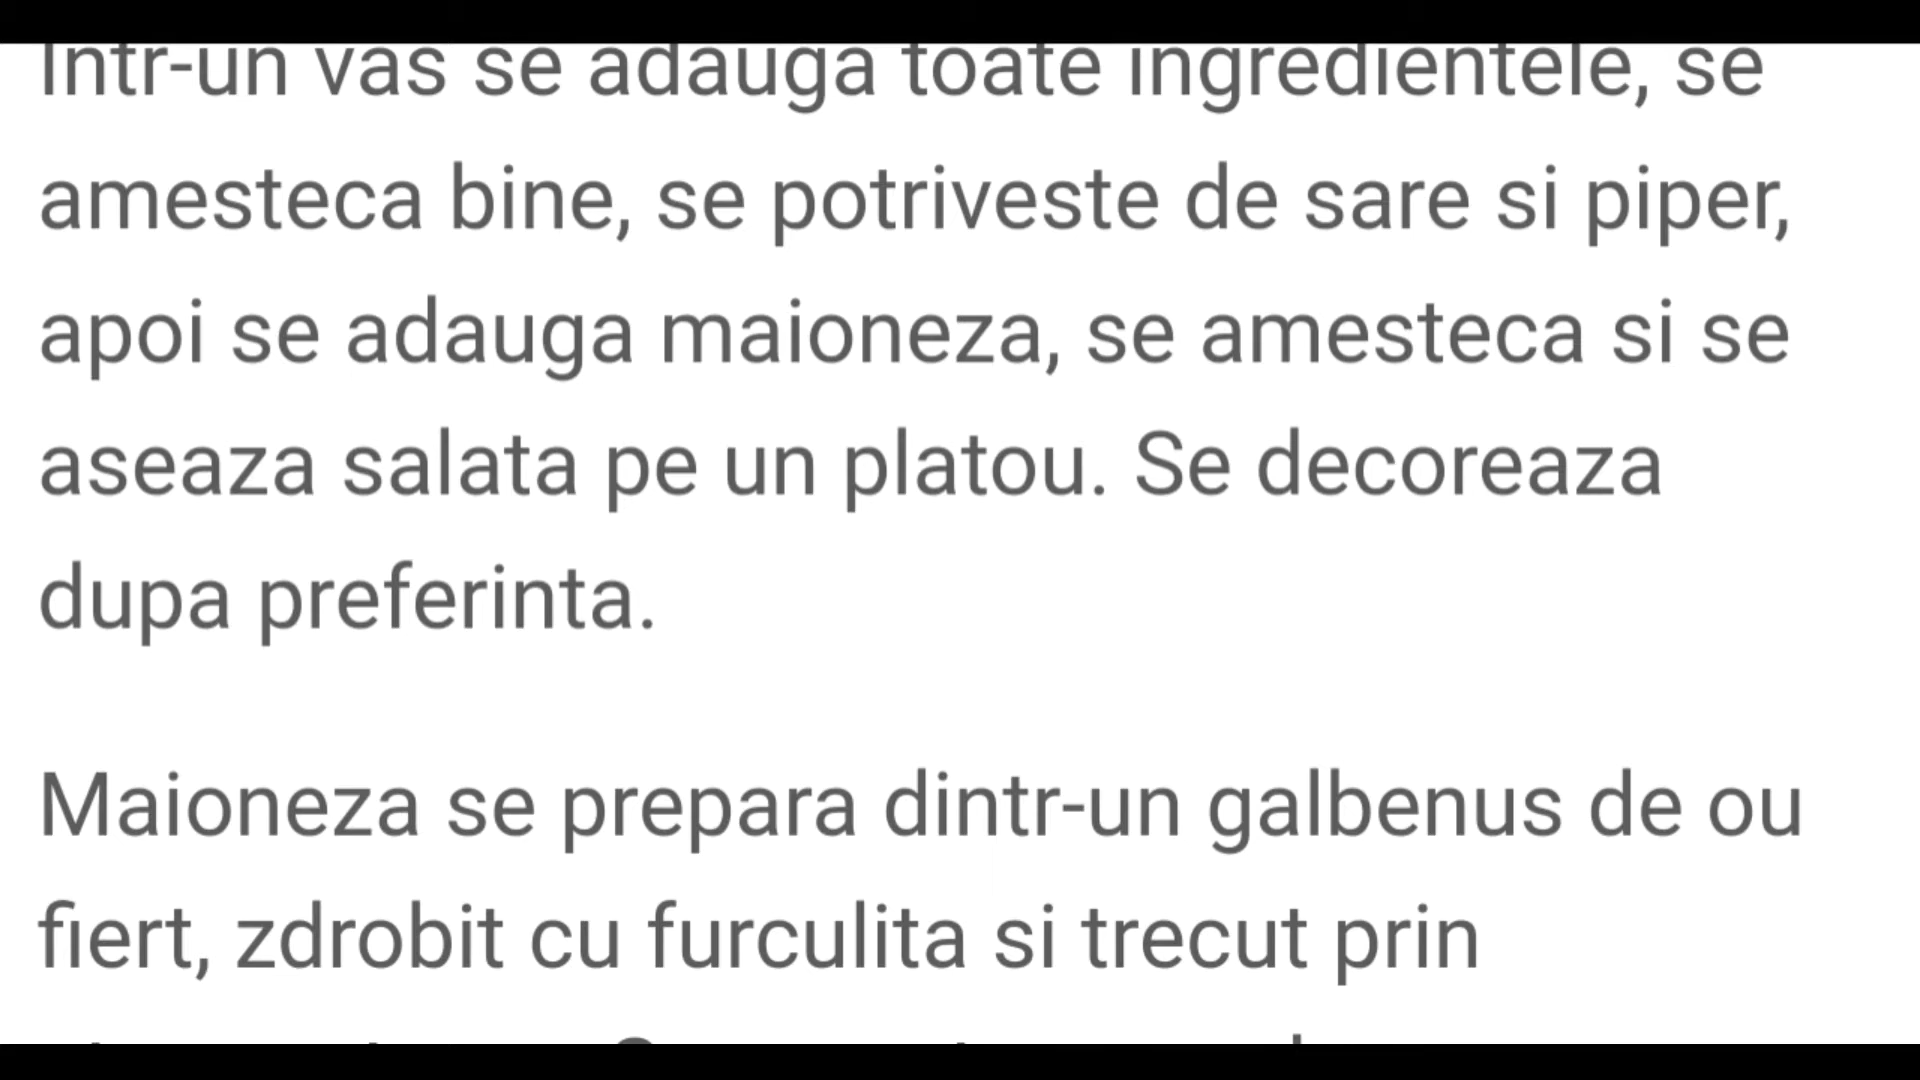 Intr-un vas se adauga toate ingredientele, se
amesteca bine, se potriveste de sare si piper,
apoi se adauga maioneza, se amesteca si se
aseaza salata pe un platou. Se decoreaza
dupa preferinta.
Maioneza se prepara dintr-un galbenus de ou
fiert, zdrobit cu furculita si trecut prin